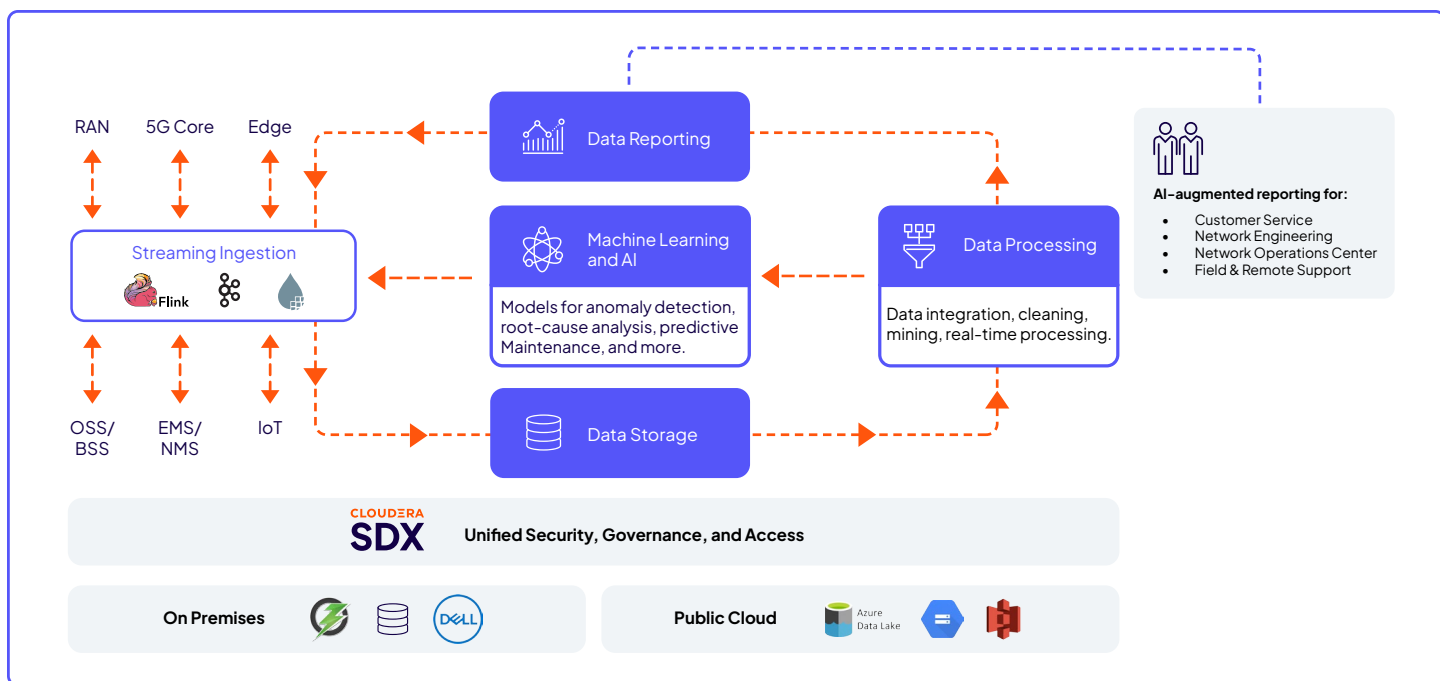 RAN
5G Core
Edge
Streaming Ingestion
Flink
OSS/
BSS
EMS/
NMS
IoT
Data Reporting
Machine Learning
and AI
Models for anomaly detection,
root-cause analysis, predictive
Maintenance, and more.
Data Storage
Data Processing
Data integration, cleaning,
mining, real-time processing.
AI-augmented reporting for:
• Customer Service
• Network Engineering
• Network Operations Center
• Field & Remote Support
CLOUDERA
SDX
Unified Security, Governance, and Access
On Premises
DELL
Public Cloud
Azure
Data Lake